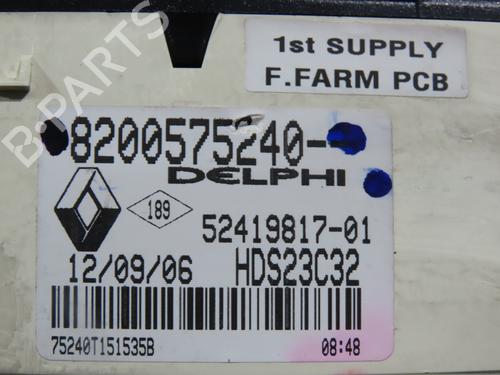 1st SUPPLY
F.FARM PCB
8200575240--
DELPHI
189
52419817-01
12/09/06 HDS23C32
75240T151535B 08:48
B-PARTS